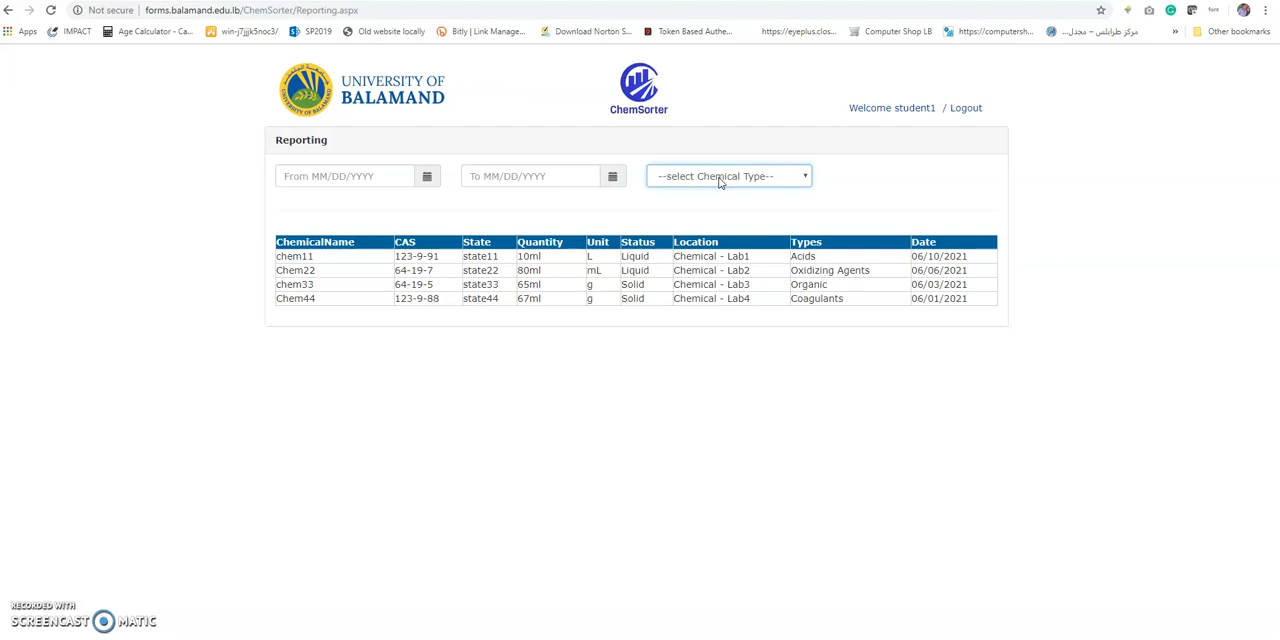 Not secure | forms.balamand.edu.lb/ChemSorter/Reporting.aspx
Apps IMPACT Age Calculator - Ca... win-j7jjjk5noc3/ SP2019 Old website locally Bitly | Link Manage... Download Norton S... Token Based Authe... https://eyeplus.clos... Computer Shop LB https://computersh... مركز طرابلس – مجدل... » Other bookmarks
UNIVERSITY OF
BALAMAND
ChemSorter
Welcome student1 / Logout
Reporting
From MM/DD/YYYY To MM/DD/YYYY --select Chemical Type--
ChemicalName CAS State Quantity Unit Status Location Types Date
chem11 123-9-91 state11 10ml L Liquid Chemical - Lab1 Acids 06/10/2021
Chem22 64-19-7 state22 80ml mL Liquid Chemical - Lab2 Oxidizing Agents 06/06/2021
chem33 64-19-5 state33 65ml g Solid Chemical - Lab3 Organic 06/03/2021
Chem44 123-9-88 state44 67ml g Solid Chemical - Lab4 Coagulants 06/01/2021
RECORDED WITH
SCREENCAST MATIC